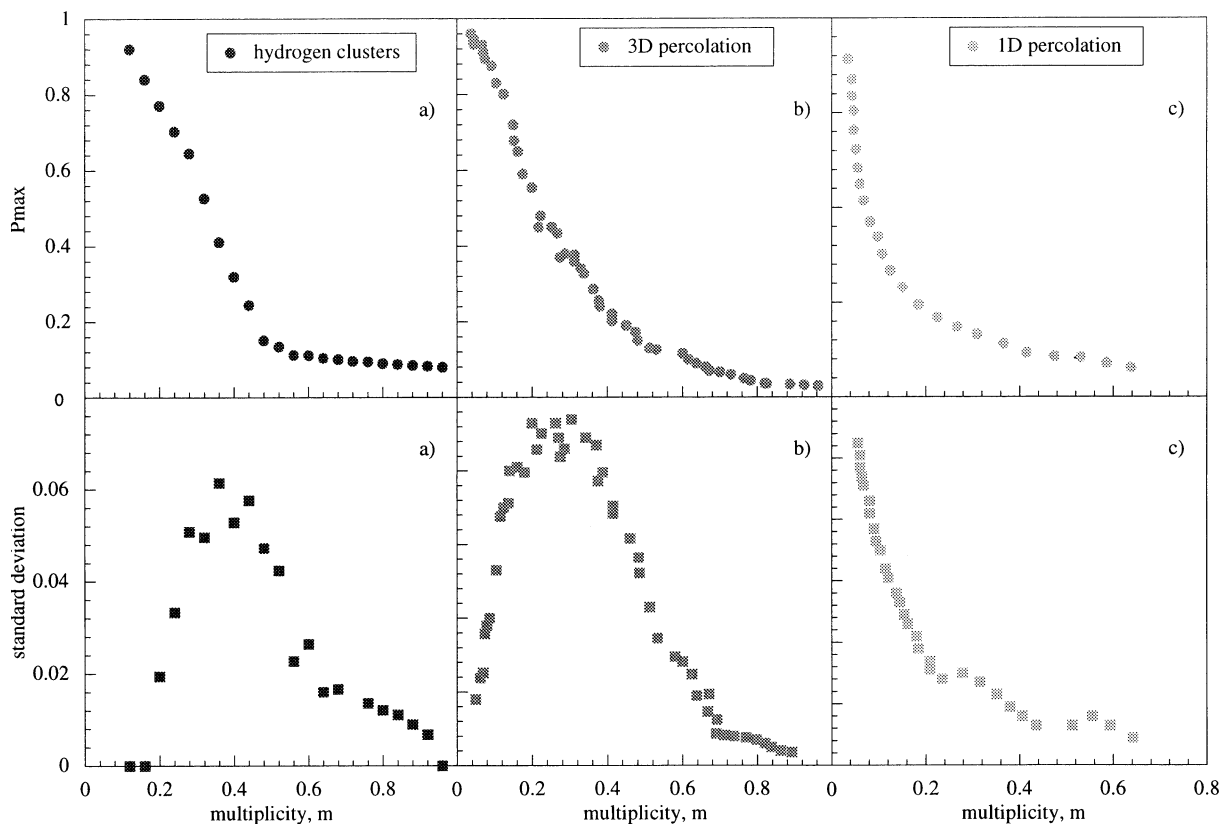 hydrogen clusters
3D percolation
1D percolation
a)
b)
c)
Pmax
1
0.8
0.6
0.4
0.2
0
a)
b)
c)
standard deviation
0.06
0.04
0.02
0
0 0.2 0.4 0.6 0 0.2 0.4 0.6 0.8 0 0.2 0.4 0.6 0.8
multiplicity, m
multiplicity, m
multiplicity, m